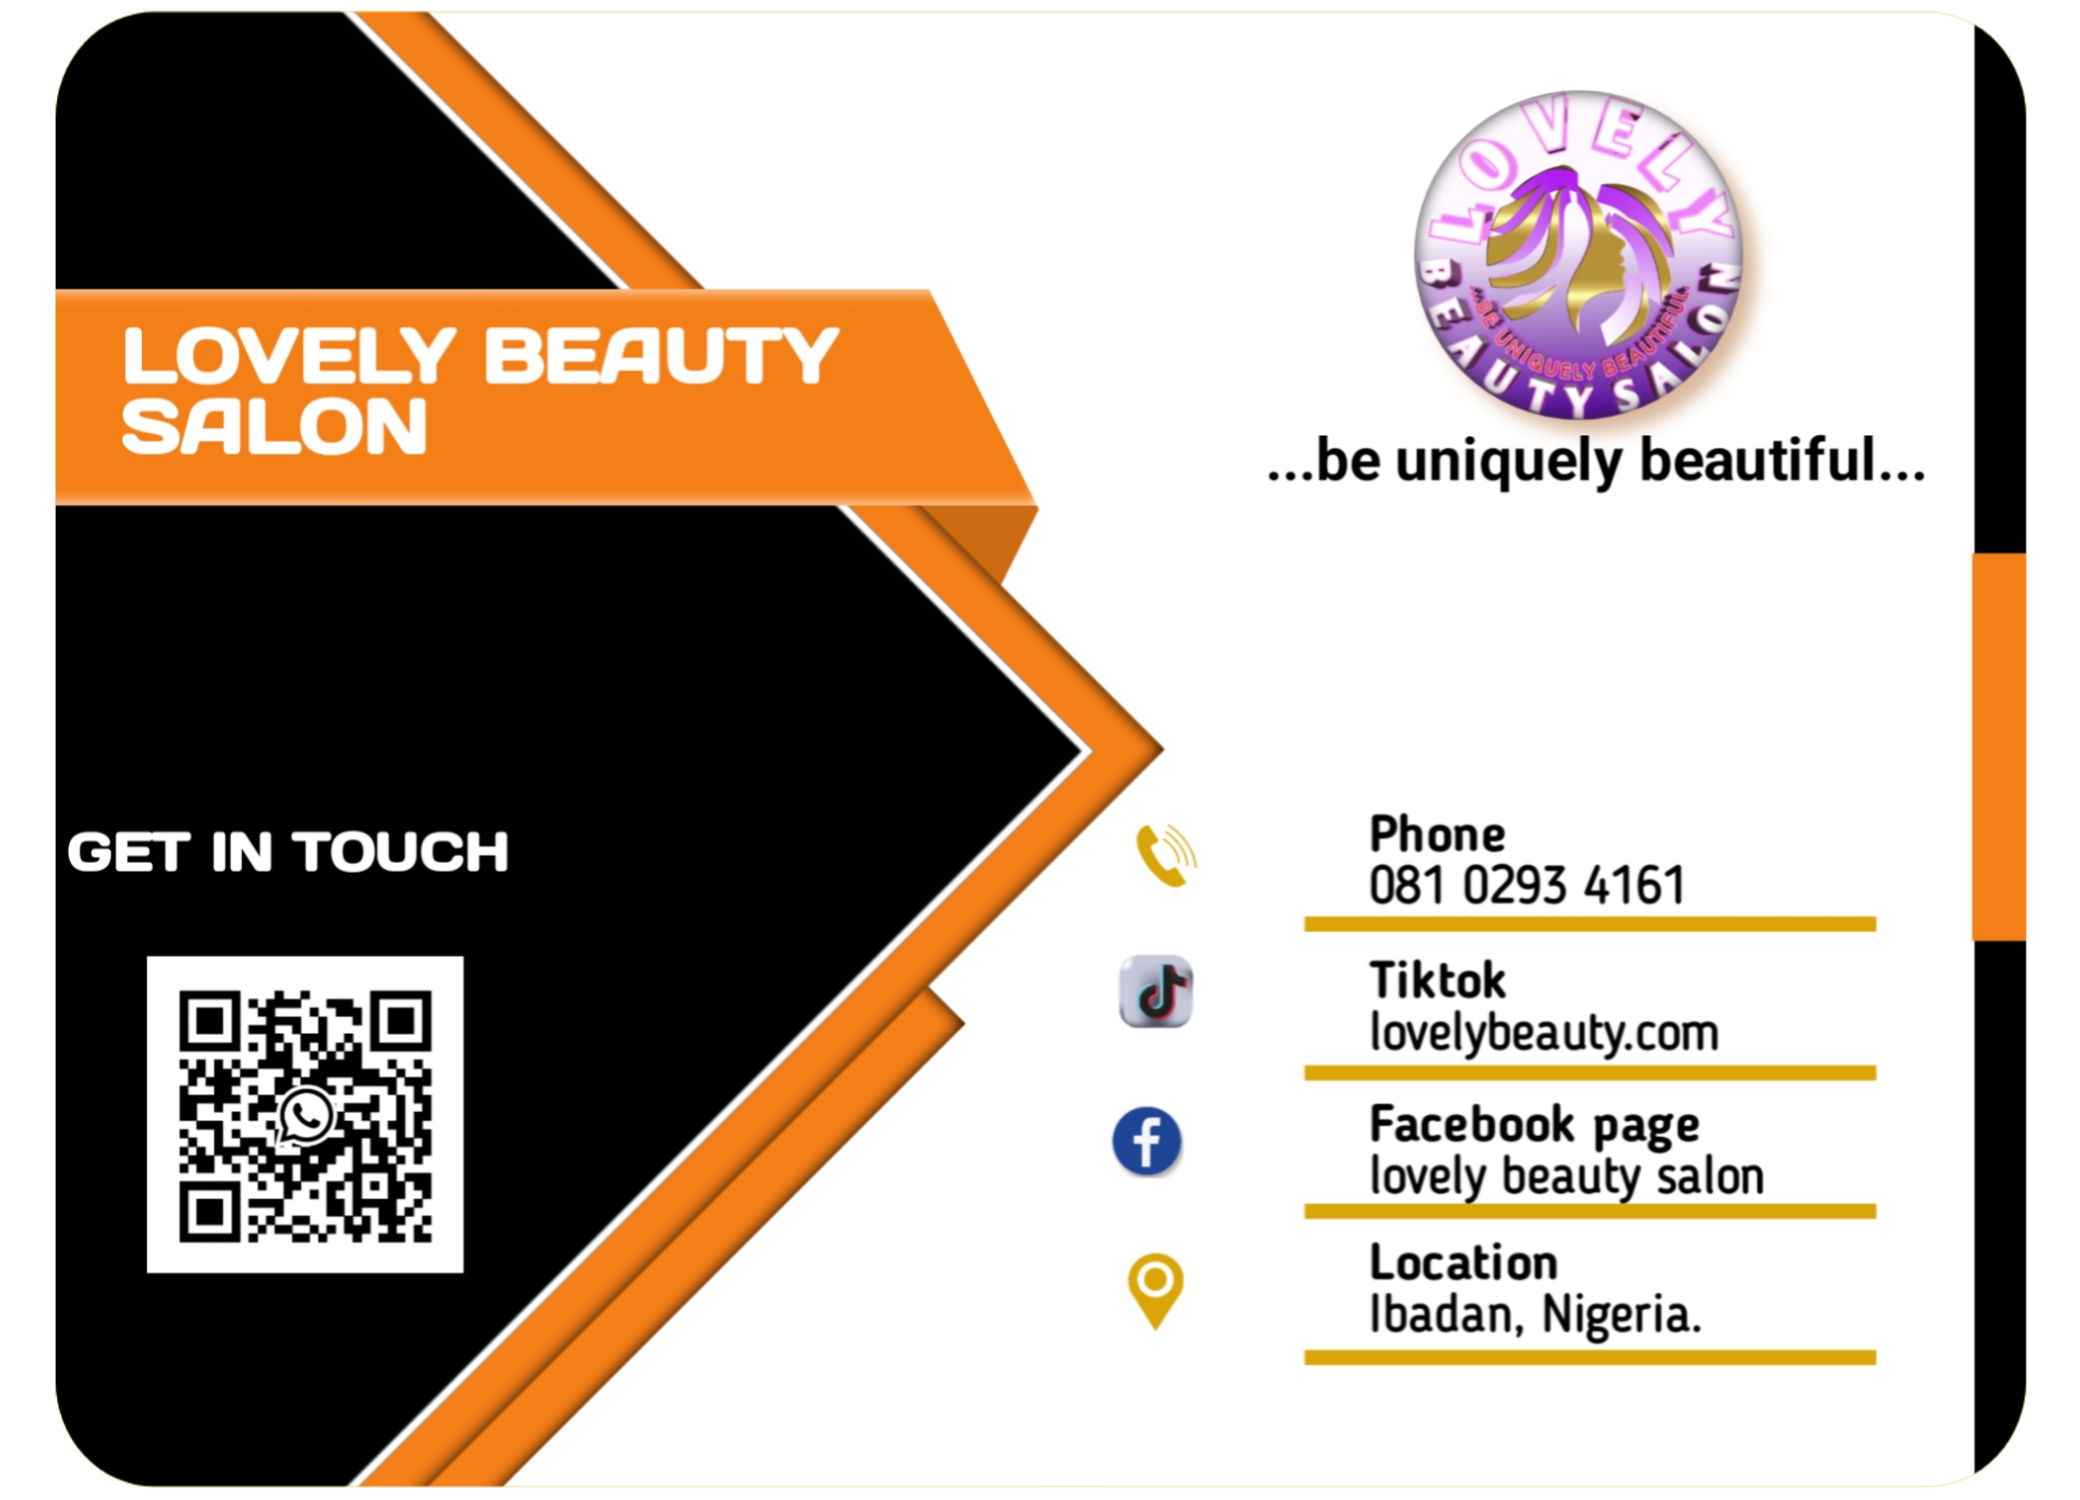 LOVELY BEAUTY
SALON
GET IN TOUCH
LOVELY
BEAUTY SALON
...BE UNIQUELY BEAUTIFUL.
...be uniquely beautiful...
Phone
081 0293 4161
Tiktok
lovelybeauty.com
Facebook page
lovely beauty salon
Location
Ibadan, Nigeria.